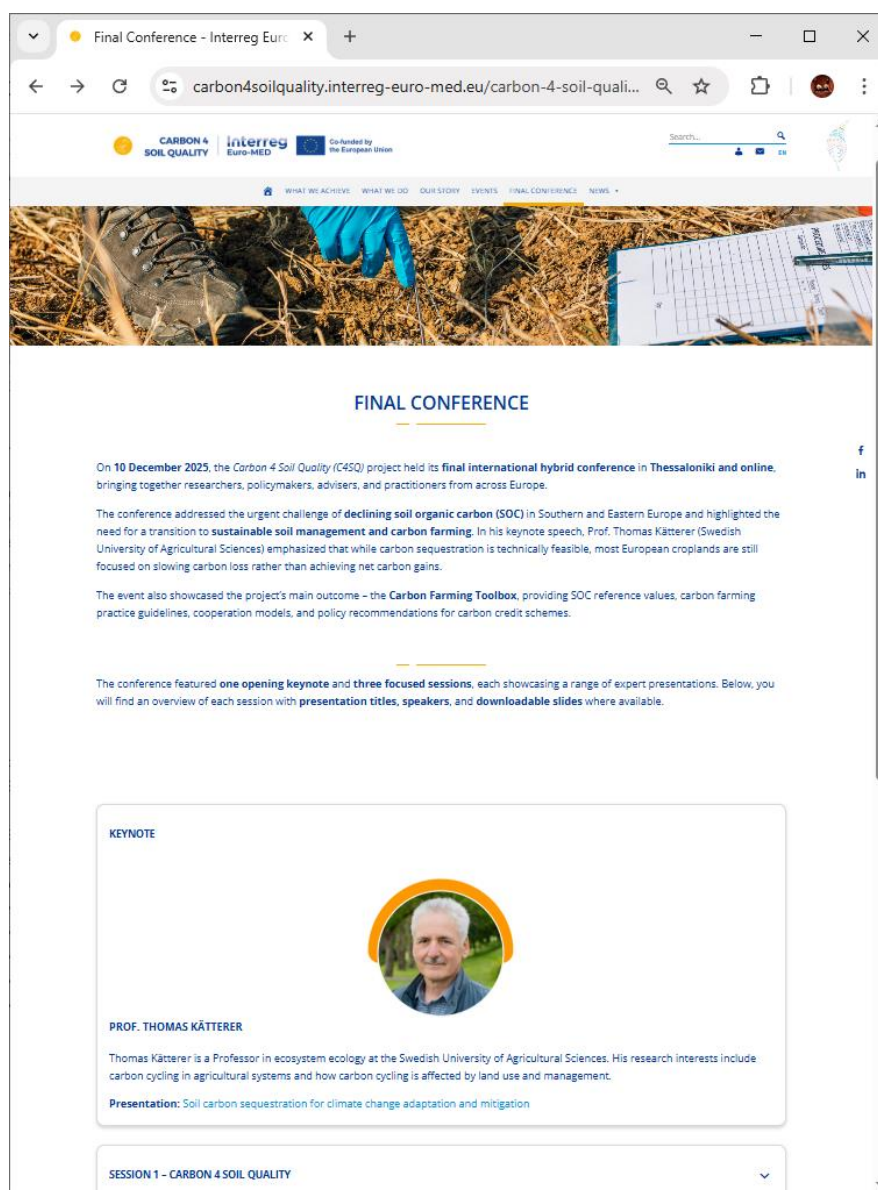 Final Conference - Interreg Euro
carbon4soilquality.interreg-euro-med.eu/carbon-4-soil-quali...
CARBON 4
SOIL QUALITY
Interreg
Euro-MED
Co-funded by
the European Union
Search...
EN
WHAT WE ACHIEVE WHAT WE DO OUR STORY EVENTS FINAL CONFERENCE NEWS
FINAL CONFERENCE
On 10 December 2025, the Carbon 4 Soil Quality (C4SQ) project held its final international hybrid conference in Thessaloniki and online,
bringing together researchers, policymakers, advisers, and practitioners from across Europe.
The conference addressed the urgent challenge of declining soil organic carbon (SOC) in Southern and Eastern Europe and highlighted the
need for a transition to sustainable soil management and carbon farming. In his keynote speech, Prof. Thomas Kätterer (Swedish
University of Agricultural Sciences) emphasized that while carbon sequestration is technically feasible, most European croplands are still
focused on slowing carbon loss rather than achieving net carbon gains.
The event also showcased the project's main outcome – the Carbon Farming Toolbox, providing SOC reference values, carbon farming
practice guidelines, cooperation models, and policy recommendations for carbon credit schemes.
The conference featured one opening keynote and three focused sessions, each showcasing a range of expert presentations. Below, you
will find an overview of each session with presentation titles, speakers, and downloadable slides where available.
f
in
KEYNOTE
PROF. THOMAS KÄTTERER
Thomas Kätterer is a Professor in ecosystem ecology at the Swedish University of Agricultural Sciences. His research interests include
carbon cycling in agricultural systems and how carbon cycling is affected by land use and management.
Presentation: Soil carbon sequestration for climate change adaptation and mitigation
SESSION 1 – CARBON 4 SOIL QUALITY